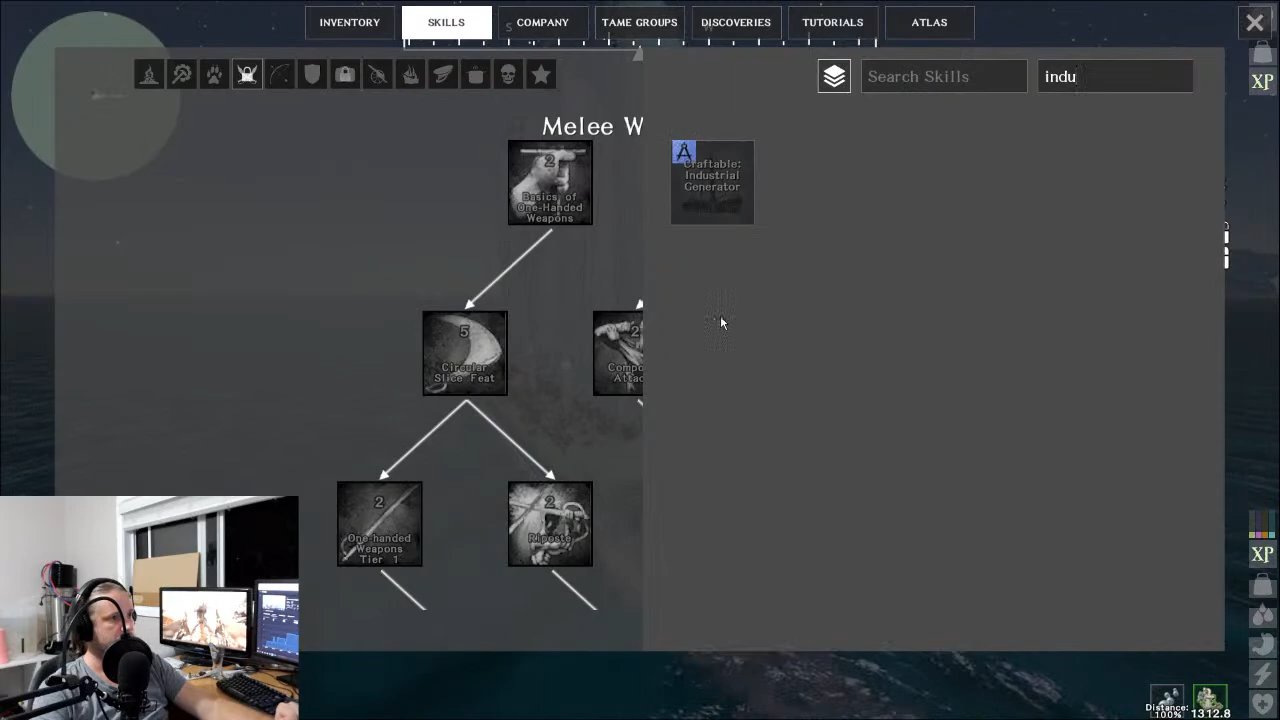 INVENTORY
SKILLS
COMPANY
TAME GROUPS
DISCOVERIES
TUTORIALS
ATLAS
Search Skills
indu
XP
Melee W
2
Basics of
One-Handed
Weapons
A
Craftable:
Industrial
Generator
5
Circular
Slice Feat
2
Compo
Attac
2
One-handed
Weapons
Tier 1
2
Riposte
XP
Distance:
100%
1312.8